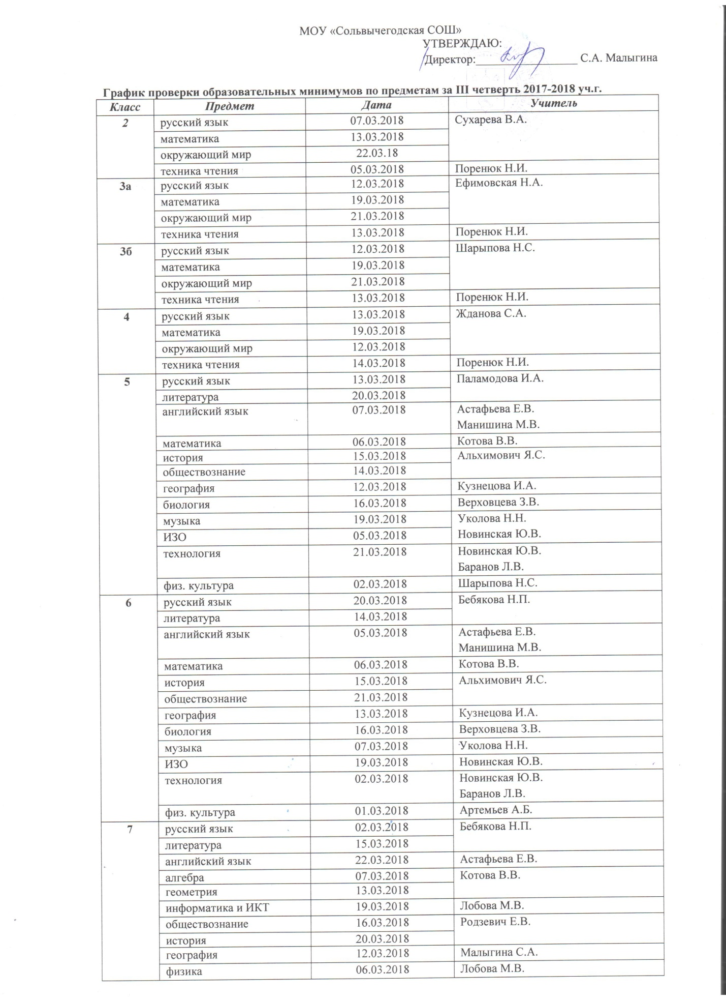 МОУ «Сольвычегодская СОШ»
УТВЕРЖДАЮ:
Директор:_________________ С.А. Малыгина
График проверки образовательных минимумов по предметам за III четверть 2017-2018 уч.г.
Класс Предмет Дата Учитель
2 русский язык 07.03.2018 Сухарева В.А.
математика 13.03.2018
окружающий мир 22.03.18
техника чтения 05.03.2018 Поренюк Н.И.
3а русский язык 12.03.2018 Ефимовская Н.А.
математика 19.03.2018
окружающий мир 21.03.2018
техника чтения 13.03.2018 Поренюк Н.И.
3б русский язык 12.03.2018 Шарыпова Н.С.
математика 19.03.2018
окружающий мир 21.03.2018
техника чтения 13.03.2018 Поренюк Н.И.
4 русский язык 13.03.2018 Жданова С.А.
математика 19.03.2018
окружающий мир 12.03.2018
техника чтения 14.03.2018 Поренюк Н.И.
5 русский язык 13.03.2018 Паламодова И.А.
литература 20.03.2018
английский язык 07.03.2018 Астафьева Е.В.
Манишина М.В.
математика 06.03.2018 Котова В.В.
история 15.03.2018 Альхимович Я.С.
обществознание 14.03.2018
география 12.03.2018 Кузнецова И.А.
биология 16.03.2018 Верховцева З.В.
музыка 19.03.2018 Уколова Н.Н.
ИЗО 05.03.2018 Новинская Ю.В.
технология 21.03.2018 Новинская Ю.В.
Баранов Л.В.
физ. культура 02.03.2018 Шарыпова Н.С.
6 русский язык 20.03.2018 Бебякова Н.П.
литература 14.03.2018
английский язык 05.03.2018 Астафьева Е.В.
Манишина М.В.
математика 06.03.2018 Котова В.В.
история 15.03.2018 Альхимович Я.С.
обществознание 21.03.2018
география 13.03.2018 Кузнецова И.А.
биология 16.03.2018 Верховцева З.В.
музыка 07.03.2018 Уколова Н.Н.
ИЗО 19.03.2018 Новинская Ю.В.
технология 02.03.2018 Новинская Ю.В.
Баранов Л.В.
физ. культура 01.03.2018 Артемьев А.Б.
7 русский язык 02.03.2018 Бебякова Н.П.
литература 15.03.2018
английский язык 22.03.2018 Астафьева Е.В.
алгебра 07.03.2018 Котова В.В.
геометрия 13.03.2018
информатика и ИКТ 19.03.2018 Лобова М.В.
обществознание 16.03.2018 Родзевич Е.В.
история 20.03.2018
география 12.03.2018 Малыгина С.А.
физика 06.03.2018 Лобова М.В.